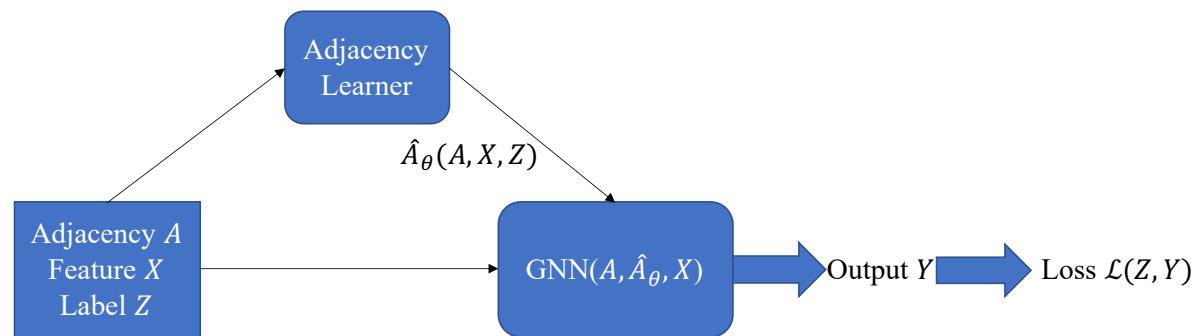 Adjacency
Learner
Â_θ(A, X, Z)
Adjacency A
Feature X
Label Z
GNN(A, Â_θ, X)
Output Y
Loss ℒ(Z, Y)